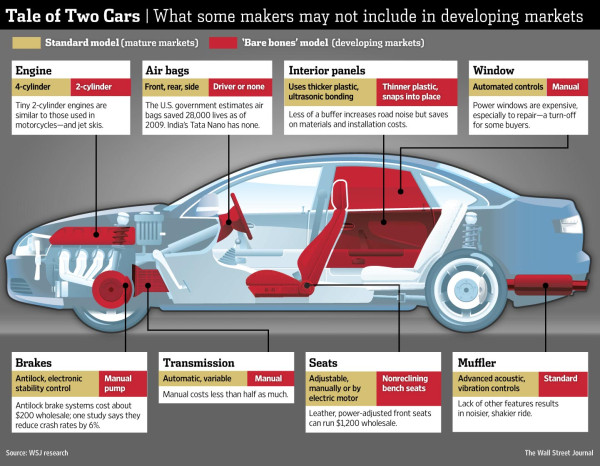 Tale of Two Cars | What some makers may not include in developing markets
Standard model (mature markets)
'Bare bones' model (developing markets)
Engine
4-cylinder
2-cylinder
Tiny 2-cylinder engines are
similar to those used in
motorcycles—and jet skis.
Air bags
Front, rear, side
Driver or none
The U.S. government estimates air
bags saved 28,000 lives as of
2009. India's Tata Nano has none.
Interior panels
Uses thicker plastic,
ultrasonic bonding
Thinner plastic,
snaps into place
Less of a buffer increases road noise but saves
on materials and installation costs.
Window
Automated controls
Manual
Power windows are expensive,
especially to repair—a turn-off
for some buyers.
Brakes
Antilock, electronic
stability control
Manual
pump
Antilock brake systems cost about
$200 wholesale; one study says they
reduce crash rates by 6%.
Transmission
Automatic, variable
Manual
Manual costs less than half as much.
Seats
Adjustable,
manually or by
electric motor
Nonreclining
bench seats
Leather, power-adjusted front seats
can run $1,200 wholesale.
Muffler
Advanced acoustic,
vibration controls
Standard
Lack of other features results
in noisier, shakier ride.
Source: WSJ research
The Wall Street Journal